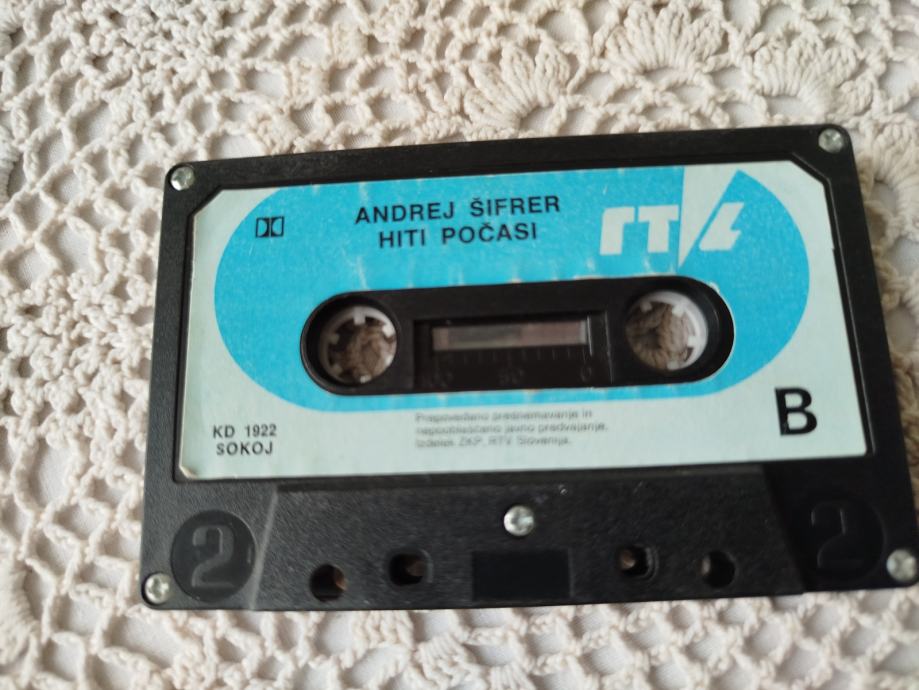 ANDREJ ŠIFRER
HITI POČASI
RTV
B
KD 1922
SOKOJ
Prepovedano presnemavanje in
nepooblaščeno javno predvajanje.
Izdelek ZKP RTV Slovenija.
2
2